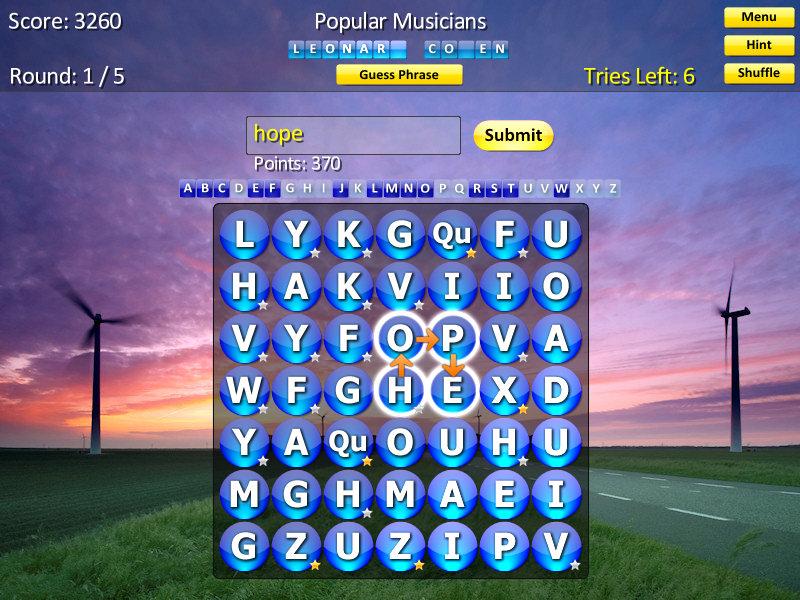 Score: 3260
Popular Musicians
Menu
LEONAR CO EN
Hint
Round: 1 / 5
Guess Phrase
Tries Left: 6
Shuffle
hope
Submit
Points: 370
A B C D E F G H I J K L M N O P Q R S T U V W X Y Z
L Y K G Qu F U
H A K V I I O
V Y F O P V A
W F G H E X D
Y A Qu O U H U
M G H M A E I
G Z U Z I P V